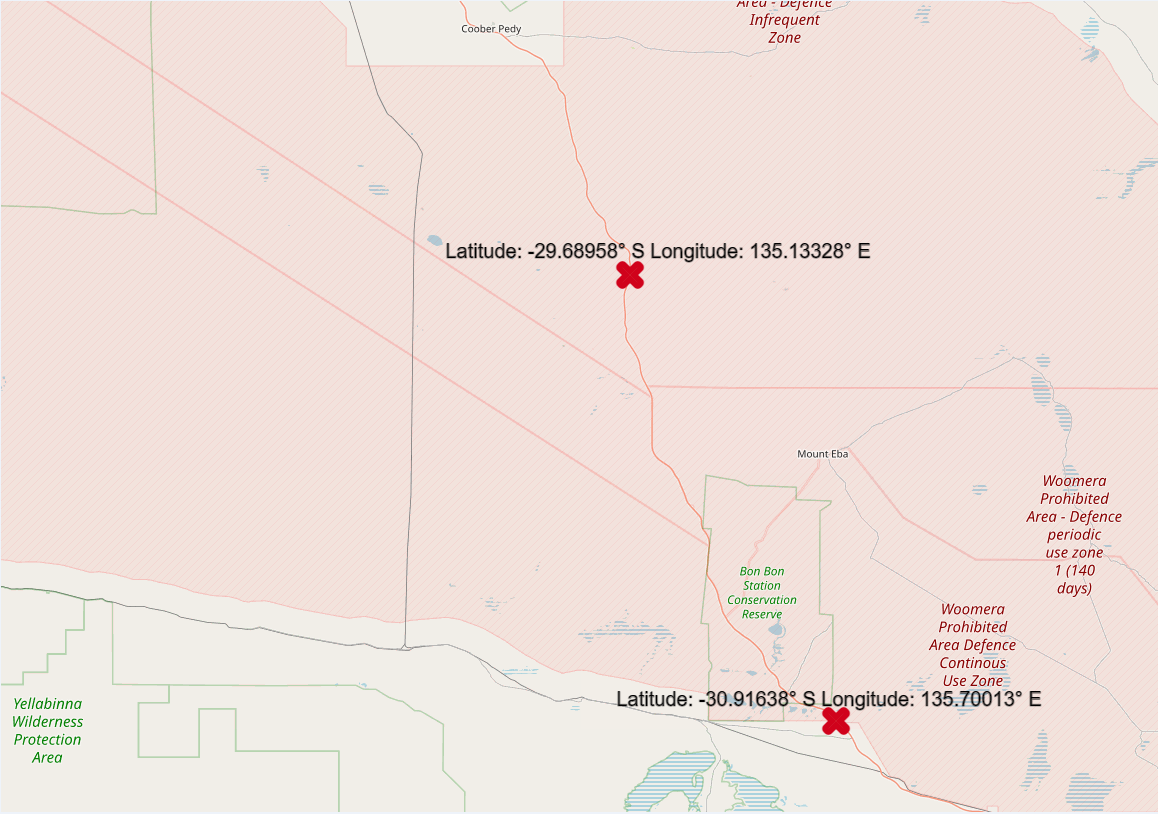 Area - Defence
Infrequent
Zone
Coober Pedy
Latitude: -29.68958° S Longitude: 135.13328° E
Mount Eba
Woomera
Prohibited
Area - Defence
periodic
use zone
1 (140
days)
Bon Bon
Station
Conservation
Reserve
Woomera
Prohibited
Area Defence
Continous
Use Zone
Latitude: -30.91638° S Longitude: 135.70013° E
Yellabinna
Wilderness
Protection
Area